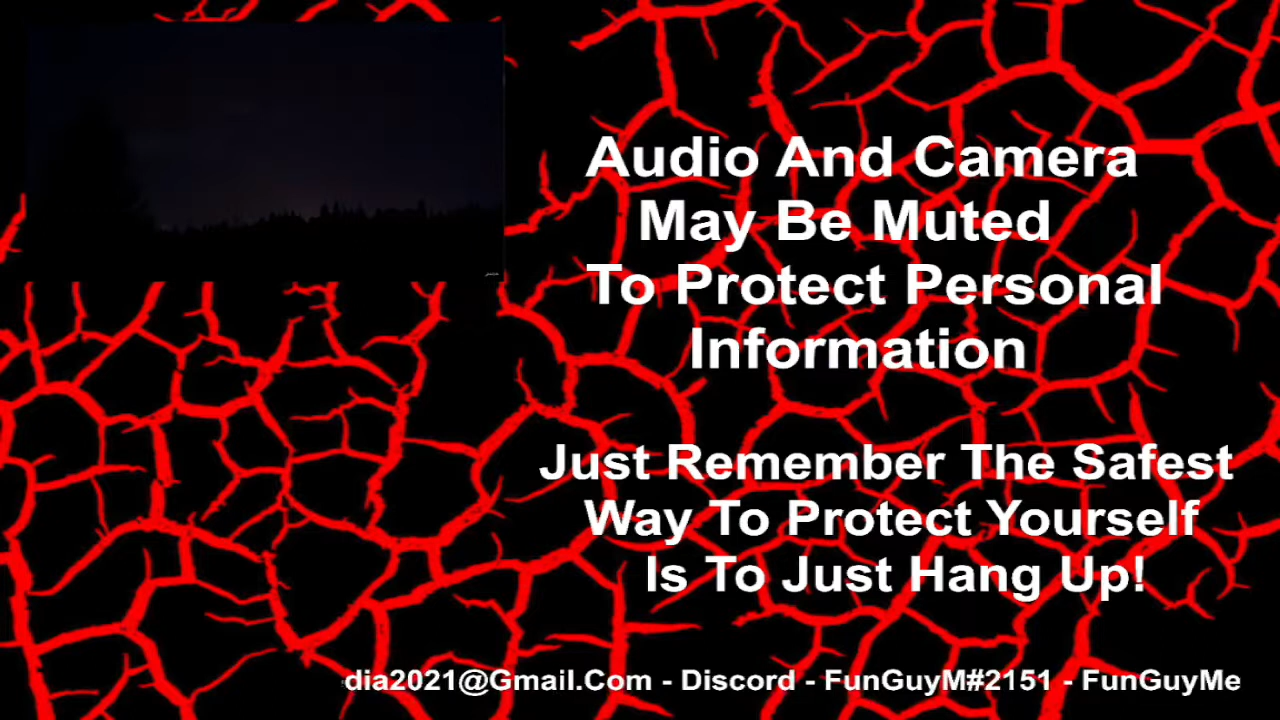 Audio And Camera
May Be Muted
To Protect Personal
Information
Just Remember The Safest
Way To Protect Yourself
Is To Just Hang Up!
dia2021@Gmail.Com - Discord - FunGuyM#2151 - FunGuyMe